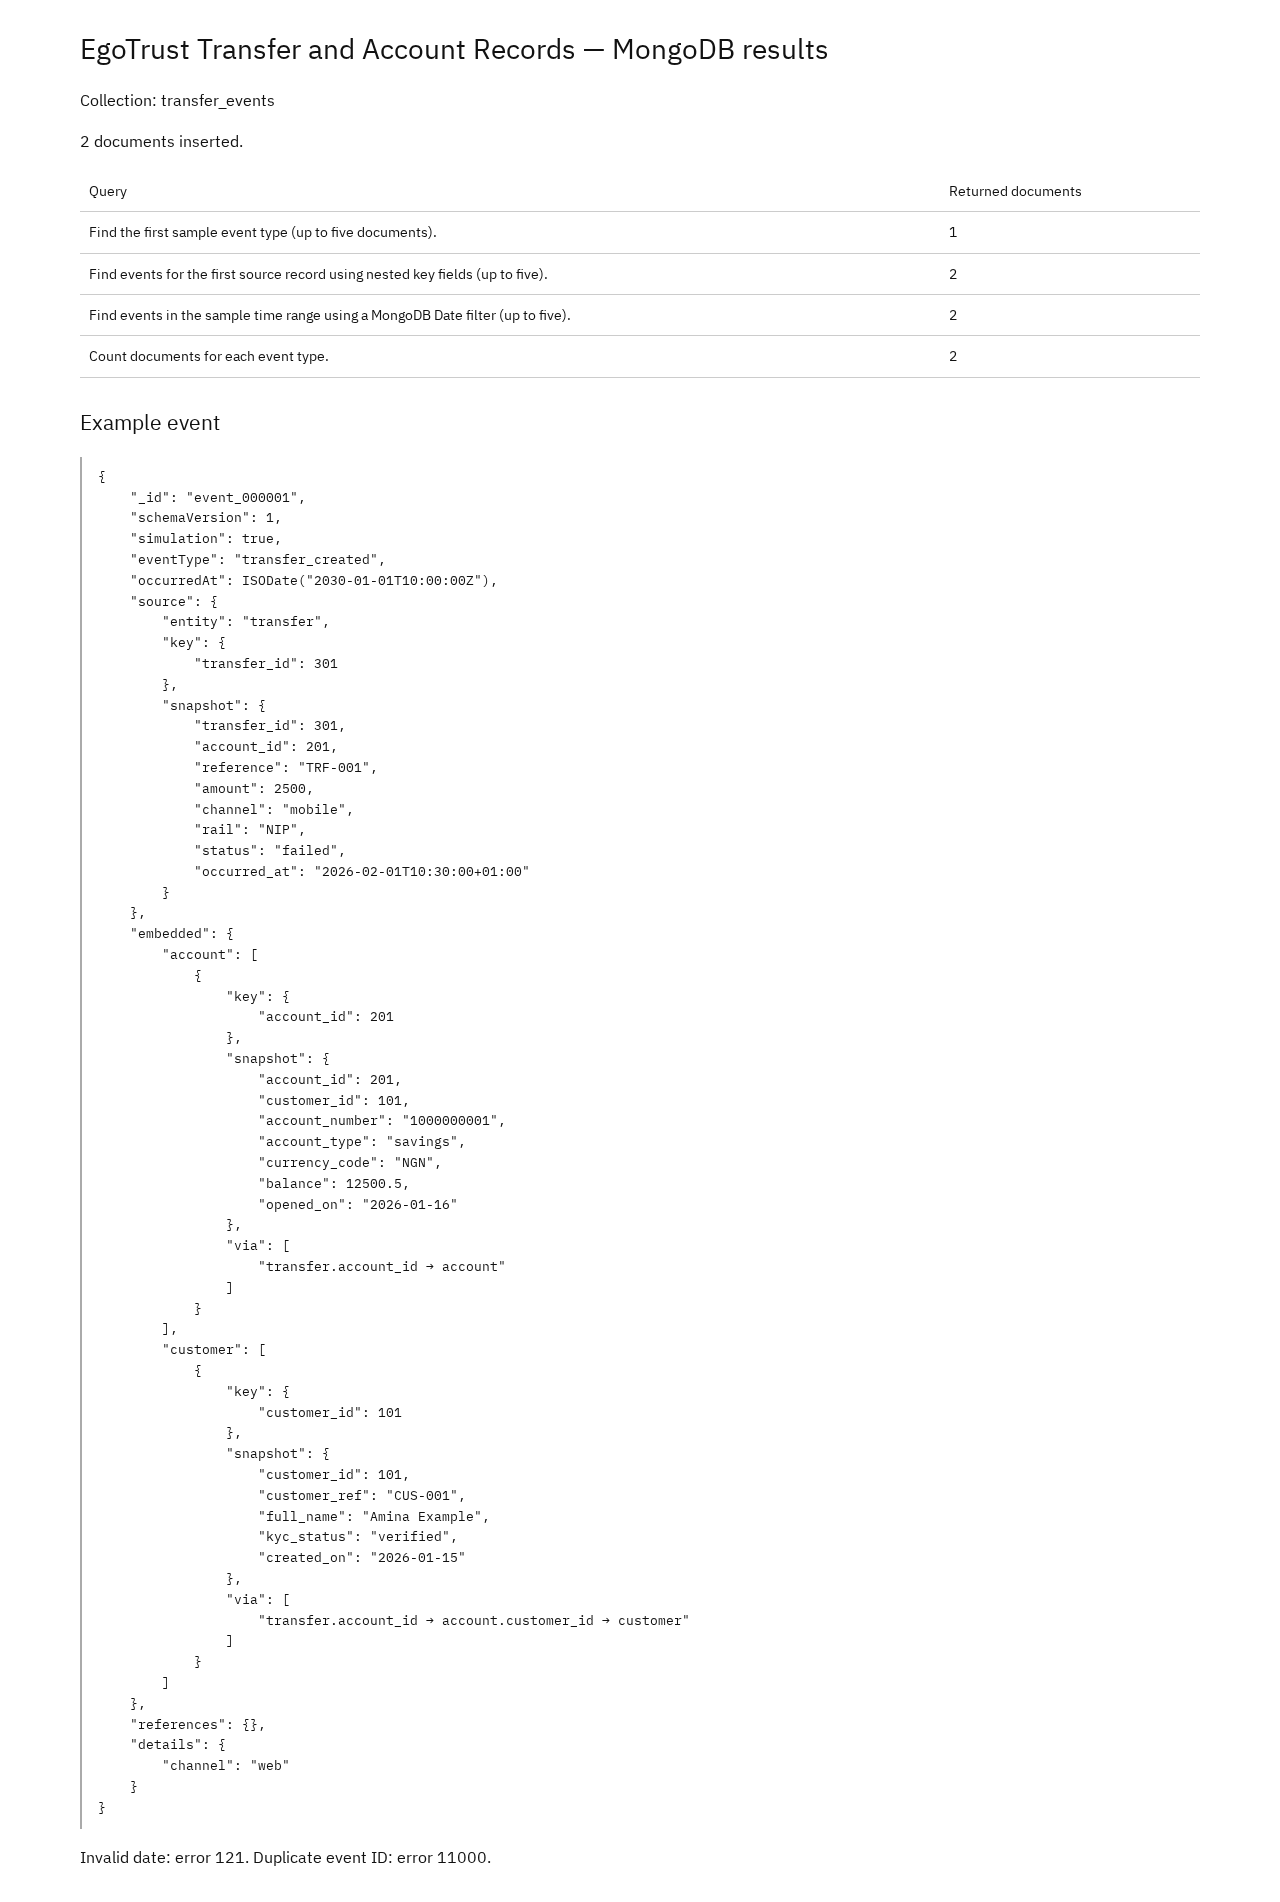 EgoTrust Transfer and Account Records — MongoDB results
Collection: transfer_events
2 documents inserted.
Query Returned documents
Find the first sample event type (up to five documents). 1
Find events for the first source record using nested key fields (up to five). 2
Find events in the sample time range using a MongoDB Date filter (up to five). 2
Count documents for each event type. 2
Example event
{
    "_id": "event_000001",
    "schemaVersion": 1,
    "simulation": true,
    "eventType": "transfer_created",
    "occurredAt": ISODate("2030-01-01T10:00:00Z"),
    "source": {
        "entity": "transfer",
        "key": {
            "transfer_id": 301
        },
        "snapshot": {
            "transfer_id": 301,
            "account_id": 201,
            "reference": "TRF-001",
            "amount": 2500,
            "channel": "mobile",
            "rail": "NIP",
            "status": "failed",
            "occurred_at": "2026-02-01T10:30:00+01:00"
        }
    },
    "embedded": {
        "account": [
            {
                "key": {
                    "account_id": 201
                },
                "snapshot": {
                    "account_id": 201,
                    "customer_id": 101,
                    "account_number": "1000000001",
                    "account_type": "savings",
                    "currency_code": "NGN",
                    "balance": 12500.5,
                    "opened_on": "2026-01-16"
                },
                "via": [
                    "transfer.account_id → account"
                ]
            }
        ],
        "customer": [
            {
                "key": {
                    "customer_id": 101
                },
                "snapshot": {
                    "customer_id": 101,
                    "customer_ref": "CUS-001",
                    "full_name": "Amina Example",
                    "kyc_status": "verified",
                    "created_on": "2026-01-15"
                },
                "via": [
                    "transfer.account_id → account.customer_id → customer"
                ]
            }
        ]
    },
    "references": {},
    "details": {
        "channel": "web"
    }
}
Invalid date: error 121. Duplicate event ID: error 11000.